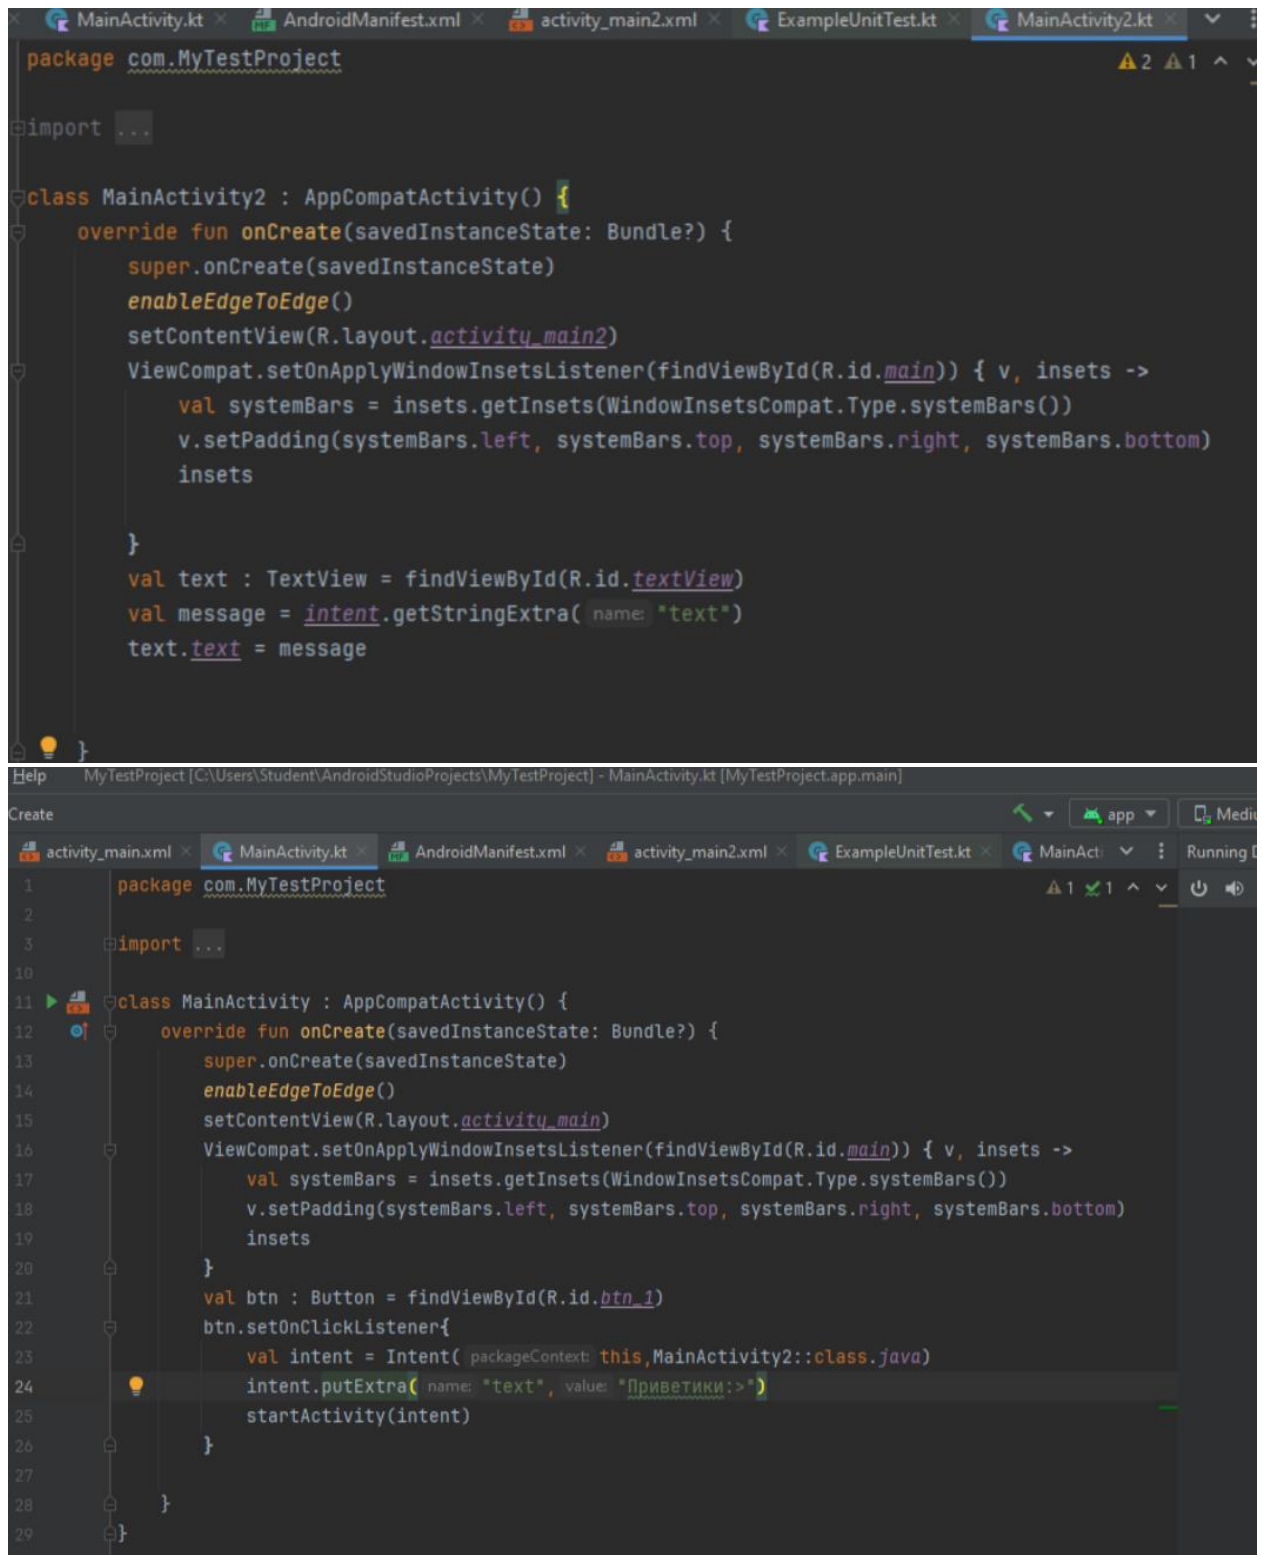 MainActivity.kt AndroidManifest.xml activity_main2.xml ExampleUnitTest.kt MainActivity2.kt
package com.MyTestProject 2 1
import ...
class MainActivity2 : AppCompatActivity() {
override fun onCreate(savedInstanceState: Bundle?) {
super.onCreate(savedInstanceState)
enableEdgeToEdge()
setContentView(R.layout.activity_main2)
ViewCompat.setOnApplyWindowInsetsListener(findViewById(R.id.main)) { v, insets ->
val systemBars = insets.getInsets(WindowInsetsCompat.Type.systemBars())
v.setPadding(systemBars.left, systemBars.top, systemBars.right, systemBars.bottom)
insets
}
val text : TextView = findViewById(R.id.textView)
val message = intent.getStringExtra( name: "text")
text.text = message
}
Help MyTestProject [C:\Users\Student\AndroidStudioProjects\MyTestProject] - MainActivity.kt [MyTestProject.app.main]
Create app Mediu
activity_main.xml MainActivity.kt AndroidManifest.xml activity_main2.xml ExampleUnitTest.kt MainActi Running D
1 package com.MyTestProject 1 1
2
3 import ...
10
11 class MainActivity : AppCompatActivity() {
12 override fun onCreate(savedInstanceState: Bundle?) {
13 super.onCreate(savedInstanceState)
14 enableEdgeToEdge()
15 setContentView(R.layout.activity_main)
16 ViewCompat.setOnApplyWindowInsetsListener(findViewById(R.id.main)) { v, insets ->
17 val systemBars = insets.getInsets(WindowInsetsCompat.Type.systemBars())
18 v.setPadding(systemBars.left, systemBars.top, systemBars.right, systemBars.bottom)
19 insets
20 }
21 val btn : Button = findViewById(R.id.btn_1)
22 btn.setOnClickListener{
23 val intent = Intent( packageContext: this,MainActivity2::class.java)
24 intent.putExtra( name: "text", value: "Приветики:>")
25 startActivity(intent)
26 }
27
28 }
29 }